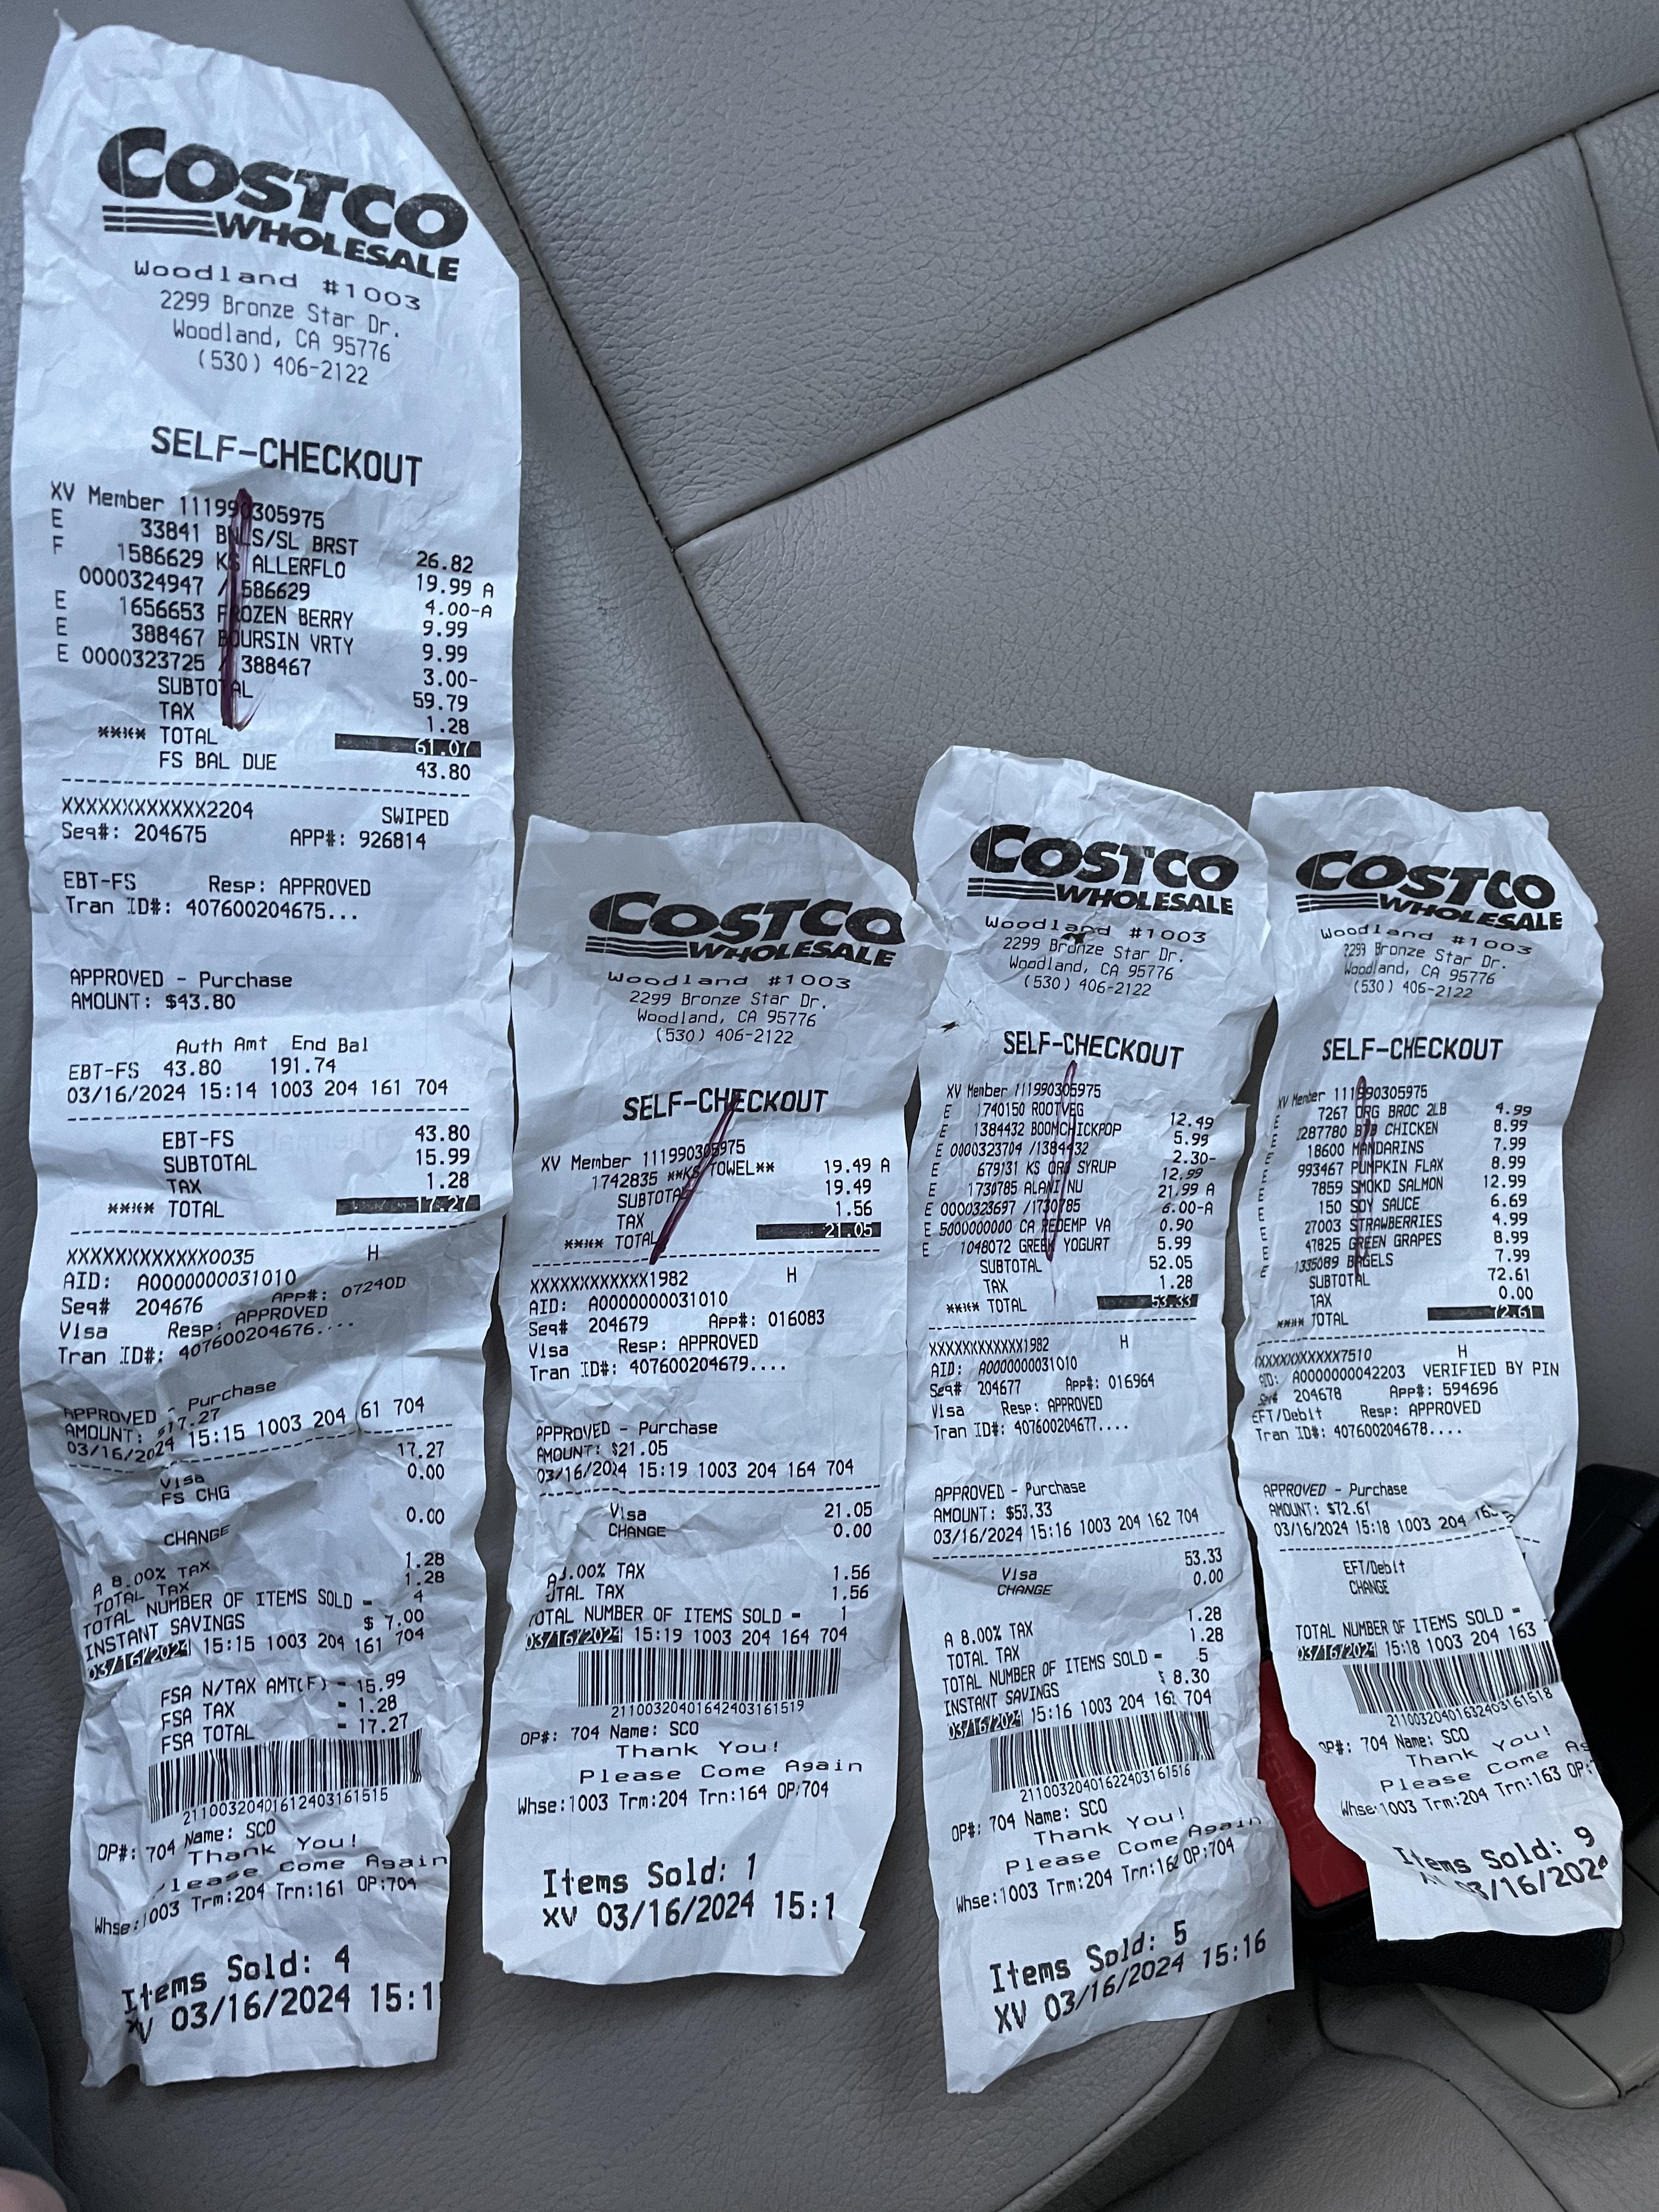 COSTCO
WHOLESALE
Woodland #1003
2299 Bronze Star Dr.
Woodland, CA 95776
(530) 406-2122
SELF-CHECKOUT
XV Member 111990305975
E 33841 BNLS/SL BRST 26.82
F 1586629 KS ALLERFLO 19.99 A
0000324947 /1586629 4.00-A
E 1656653 FROZEN BERRY 9.99
E 388467 BOURSIN VRTY 9.99
E 0000323725 / 388467 3.00-
SUBTOTAL 59.79
TAX 1.28
**** TOTAL 61.07
FS BAL DUE 43.80
XXXXXXXXXXXX2204 SWIPED
Seq#: 204675 APP#: 926814
EBT-FS Resp: APPROVED
Tran ID#: 407600204675...
APPROVED - Purchase
AMOUNT: $43.80
Auth Amt End Bal
EBT-FS 43.80 191.74
03/16/2024 15:14 1003 204 161 704
EBT-FS 43.80
SUBTOTAL 15.99
TAX 1.28
**** TOTAL 17.27
XXXXXXXXXXXX0035 H
AID: A0000000031010
Seq# 204676 App#: 07240D
Visa Resp: APPROVED
Tran ID#: 407600204676....
APPROVED - Purchase
AMOUNT: $17.27
03/16/2024 15:15 1003 204 161 704
Visa 17.27
FS CHG 0.00
CHANGE 0.00
A 8.00% TAX 1.28
TOTAL TAX 1.28
TOTAL NUMBER OF ITEMS SOLD = 4
INSTANT SAVINGS $ 7.00
03/16/2024 15:15 1003 204 161 704
FSA N/TAX AMT(F) = 15.99
FSA TAX = 1.28
FSA TOTAL = 17.27
21100320401612403161515
OP#: 704 Name: SCO
Thank You!
Please Come Again
Whse:1003 Trm:204 Trn:161 OP:704
Items Sold: 4
XV 03/16/2024 15:1
COSTCO
WHOLESALE
Woodland #1003
2299 Bronze Star Dr.
Woodland, CA 95776
(530) 406-2122
SELF-CHECKOUT
XV Member 111990305975
1742835 **KS TOWEL** 19.49 A
SUBTOTAL 19.49
TAX 1.56
**** TOTAL 21.05
XXXXXXXXXXXX1982 H
AID: A0000000031010
Seq# 204679 App#: 016083
Visa Resp: APPROVED
Tran ID#: 407600204679....
APPROVED - Purchase
AMOUNT: $21.05
03/16/2024 15:19 1003 204 164 704
Visa 21.05
CHANGE 0.00
A 8.00% TAX 1.56
TOTAL TAX 1.56
TOTAL NUMBER OF ITEMS SOLD = 1
03/16/2024 15:19 1003 204 164 704
21100320401642403161519
OP#: 704 Name: SCO
Thank You!
Please Come Again
Whse:1003 Trm:204 Trn:164 OP:704
Items Sold: 1
XV 03/16/2024 15:1
COSTCO
WHOLESALE
Woodland #1003
2299 Bronze Star Dr.
Woodland, CA 95776
(530) 406-2122
SELF-CHECKOUT
XV Member 111990305975
E 1740150 ROOT VEG 12.49
E 1384432 BOOMCHICKPOP 5.99
E 0000323704 /1384432 2.30-
E 679131 KS ORG SYRUP 12.99
E 1730785 ALANI NU 21.99 A
E 0000323697 /1730785 6.00-A
E 5000000000 CA REDEMP VA 0.90
E 1048072 GREEK YOGURT 5.99
SUBTOTAL 52.05
TAX 1.28
**** TOTAL 53.33
XXXXXXXXXXXX1982 H
AID: A0000000031010
Seq# 204677 App#: 016964
Visa Resp: APPROVED
Tran ID#: 407600204677....
APPROVED - Purchase
AMOUNT: $53.33
03/16/2024 15:16 1003 204 162 704
Visa 53.33
CHANGE 0.00
A 8.00% TAX 1.28
TOTAL TAX 1.28
TOTAL NUMBER OF ITEMS SOLD = 5
INSTANT SAVINGS $ 8.30
03/16/2024 15:16 1003 204 162 704
21100320401622403161516
OP#: 704 Name: SCO
Thank You!
Please Come Again
Whse:1003 Trm:204 Trn:162 OP:704
Items Sold: 5
XV 03/16/2024 15:16
COSTCO
WHOLESALE
Woodland #1003
2299 Bronze Star Dr.
Woodland, CA 95776
(530) 406-2122
SELF-CHECKOUT
XV Member 111990305975
E 7267 ORG BROC 2LB 4.99
E 1287780 CHICKEN 8.99
E 18600 MANDARINS 7.99
E 993467 PUMPKIN FLAX 8.99
E 7859 SMOKD SALMON 12.99
E 150 SOY SAUCE 6.69
E 27003 STRAWBERRIES 4.99
E 47825 GREEN GRAPES 8.99
E 1335089 BAGELS 7.99
SUBTOTAL 72.61
TAX 0.00
**** TOTAL 72.61
XXXXXXXXXXXX7510 H
AID: A0000000042203 VERIFIED BY PIN
Seq# 204678 App#: 594696
EFT/Debit Resp: APPROVED
Tran ID#: 407600204678....
APPROVED - Purchase
AMOUNT: $72.61
03/16/2024 15:18 1003 204 163
EFT/Debit
CHANGE
TOTAL NUMBER OF ITEMS SOLD =
03/16/2024 15:18 1003 204 163
21100320401632403161518
OP#: 704 Name: SCO
Thank You!
Please Come Ag
Whse:1003 Trm:204 Trn:163 OP:
Items Sold: 9
03/16/202